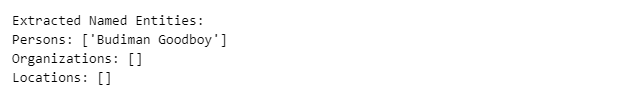 Extracted Named Entities:
Persons: ['Budiman Goodboy']
Organizations: []
Locations: []